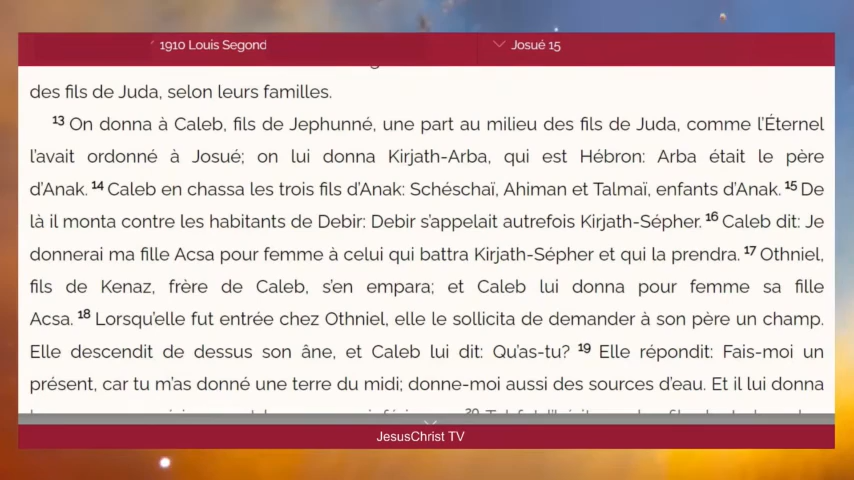 1910 Louis Segond
Josué 15
des fils de Juda, selon leurs familles.
13 On donna à Caleb, fils de Jephunné, une part au milieu des fils de Juda, comme l'Éternel
l'avait ordonné à Josué; on lui donna Kirjath-Arba, qui est Hébron: Arba était le père
d'Anak. 14 Caleb en chassa les trois fils d'Anak: Schéschaï, Ahiman et Talmaï, enfants d'Anak. 15 De
là il monta contre les habitants de Debir: Debir s'appelait autrefois Kirjath-Sépher. 16 Caleb dit: Je
donnerai ma fille Acsa pour femme à celui qui battra Kirjath-Sépher et qui la prendra. 17 Othniel,
fils de Kenaz, frère de Caleb, s'en empara; et Caleb lui donna pour femme sa fille
Acsa. 18 Lorsqu'elle fut entrée chez Othniel, elle le sollicita de demander à son père un champ.
Elle descendit de dessus son âne, et Caleb lui dit: Qu'as-tu? 19 Elle répondit: Fais-moi un
présent, car tu m'as donné une terre du midi; donne-moi aussi des sources d'eau. Et il lui donna
20
JesusChrist TV